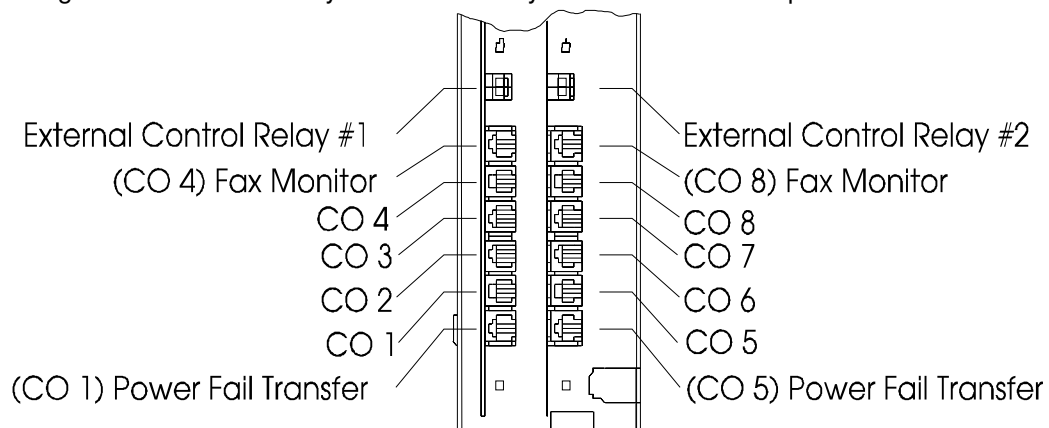 External Control Relay #1
(CO 4) Fax Monitor
CO 4
CO 3
CO 2
CO 1
(CO 1) Power Fail Transfer
External Control Relay #2
(CO 8) Fax Monitor
CO 8
CO 7
CO 6
CO 5
(CO 5) Power Fail Transfer